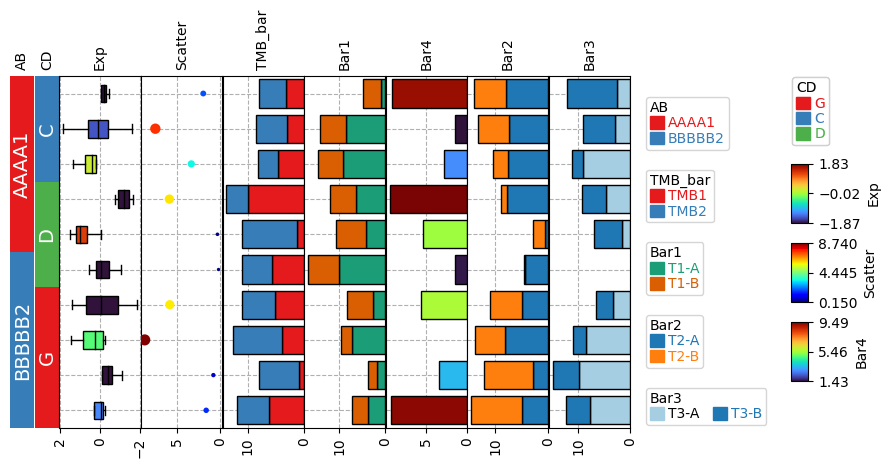 AB
CD
Exp
Scatter
TMB_bar
Bar1
Bar4
Bar2
Bar3
AAAA1
BBBBB2
C
D
G
2
0
−2
5
0
10
0
10
0
5
0
10
0
10
0
AB
AAAA1
BBBBB2
TMB_bar
TMB1
TMB2
Bar1
T1-A
T1-B
Bar2
T2-A
T2-B
Bar3
T3-A T3-B
CD
G
C
D
1.83
−0.02
−1.87
Exp
8.740
4.445
0.150
Scatter
9.49
5.46
1.43
Bar4